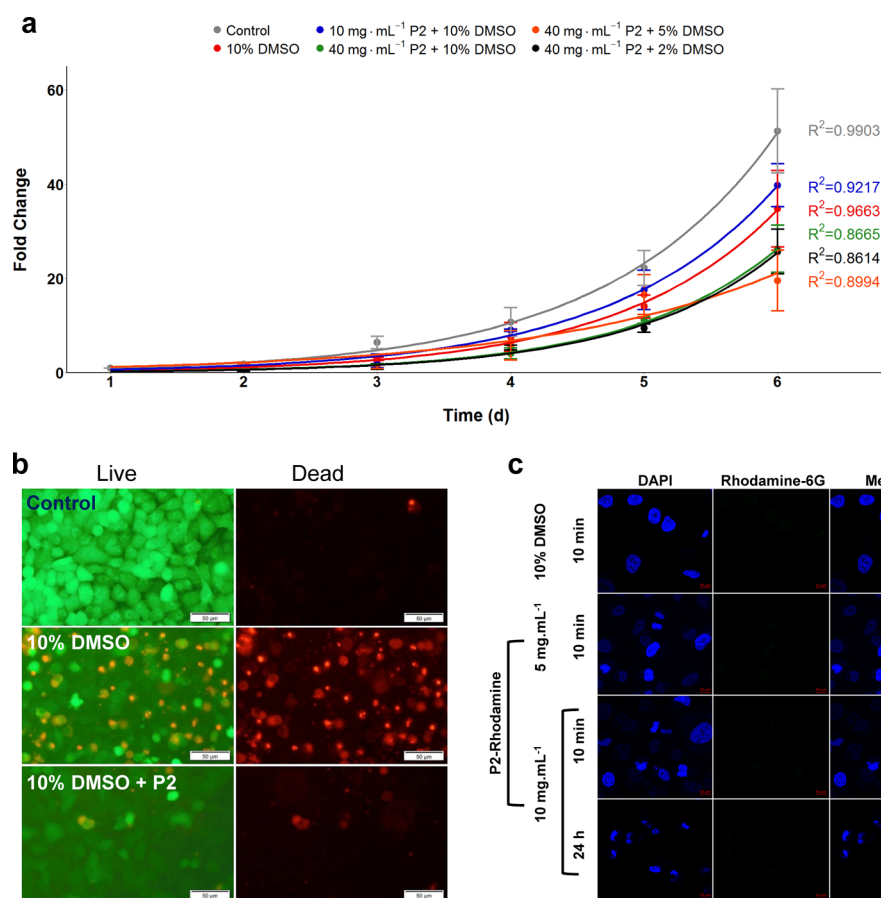 a
Control
10 mg · mL⁻¹ P2 + 10% DMSO
40 mg · mL⁻¹ P2 + 5% DMSO
10% DMSO
40 mg · mL⁻¹ P2 + 10% DMSO
40 mg · mL⁻¹ P2 + 2% DMSO
Fold Change
60
40
20
0
R²=0.9903
R²=0.9217
R²=0.9663
R²=0.8665
R²=0.8614
R²=0.8994
1 2 3 4 5 6
Time (d)
b
Live Dead
Control
50 µm 50 µm
10% DMSO
50 µm 50 µm
10% DMSO + P2
50 µm 50 µm
c
DAPI Rhodamine-6G Me
10% DMSO
10 min
P2-Rhodamine
5 mg.mL⁻¹
10 min
10 mg.mL⁻¹
10 min
24 h